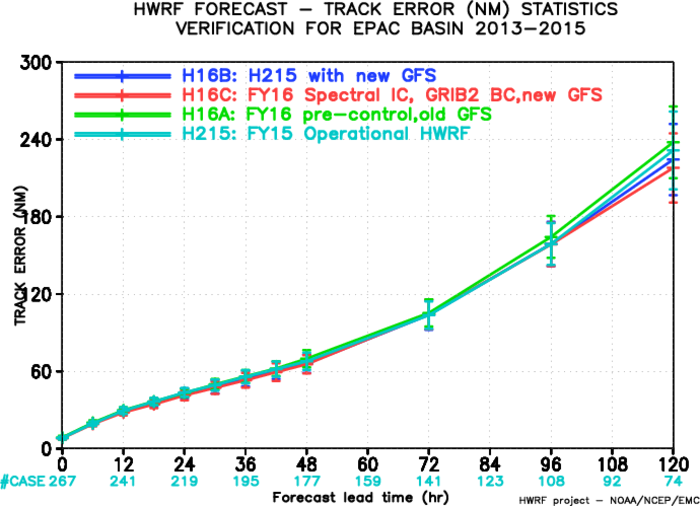 HWRF FORECAST – TRACK ERROR (NM) STATISTICS
VERIFICATION FOR EPAC BASIN 2013–2015
H16B: H215 with new GFS
H16C: FY16 Spectral IC, GRIB2 BC,new GFS
H16A: FY16 pre–control,old GFS
H215: FY15 Operational HWRF
TRACK ERROR (NM)
300
240
180
120
60
0
0 12 24 36 48 60 72 84 96 108 120
#CASE 267 241 219 195 177 159 141 123 108 92 74
Forecast lead time (hr)
HWRF project – NOAA/NCEP/EMC